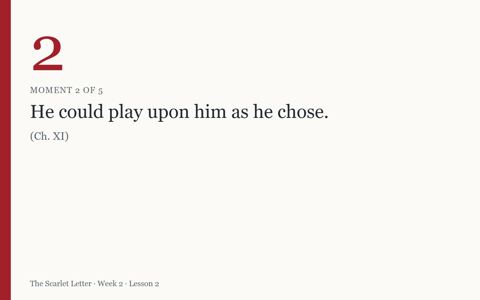 2
MOMENT 2 OF 5
He could play upon him as he chose.
(Ch. XI)
The Scarlet Letter · Week 2 · Lesson 2